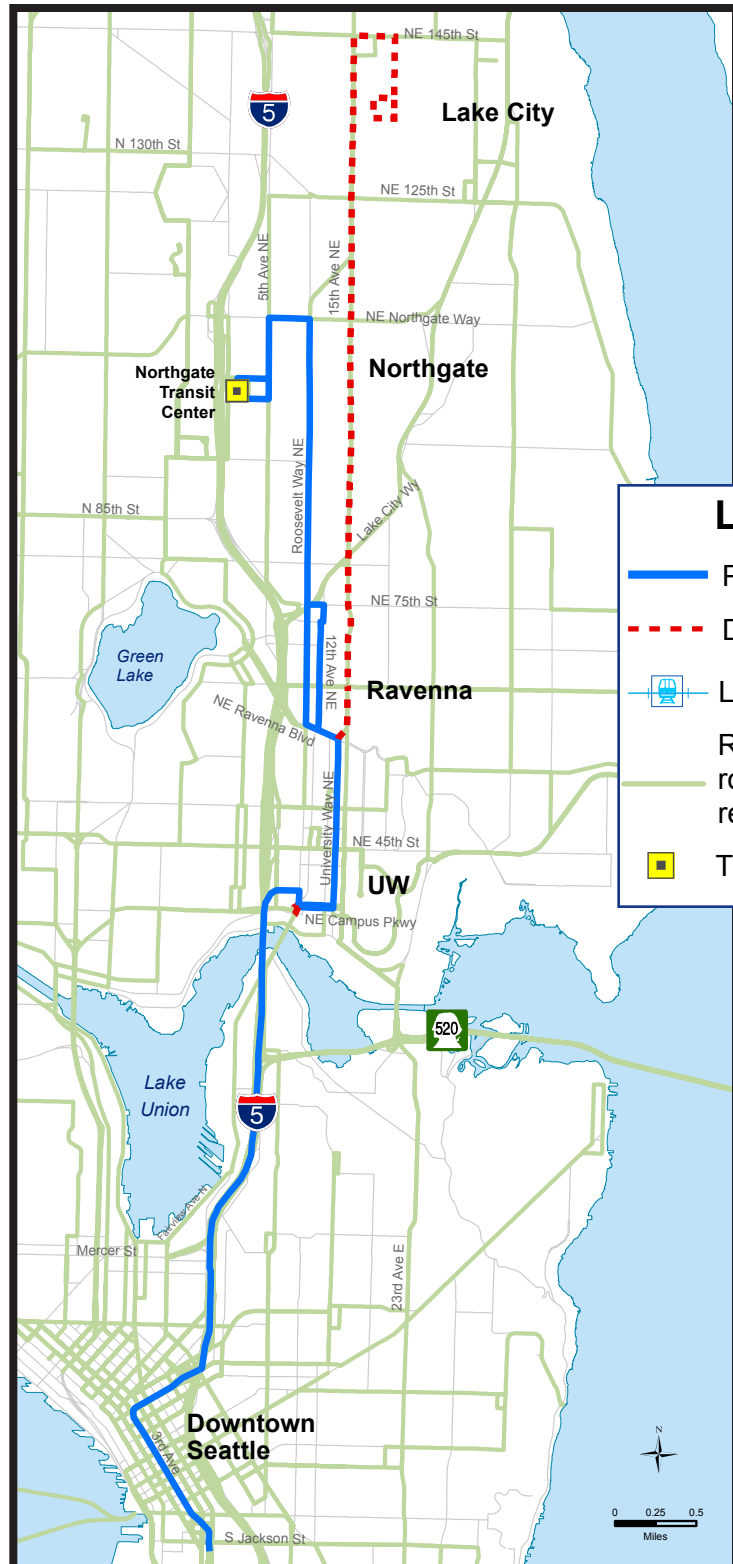 NE 145th St
5
Lake City
N 130th St
NE 125th St
5th Ave NE
15th Ave NE
NE Northgate Way
Northgate
Transit
Center
Northgate
Roosevelt Way NE
N 85th St
Lake City Wy
L
F
D
L
R
ro
re
T
NE 75th St
Green
Lake
12th Ave NE
Ravenna
NE Ravenna Blvd
University Way NE
NE 45th St
UW
NE Campus Pkwy
520
Lake
Union
5
Fairview Ave N
Mercer St
23rd Ave E
Downtown
Seattle
3rd Ave
S Jackson St
N
0 0.25 0.5
Miles